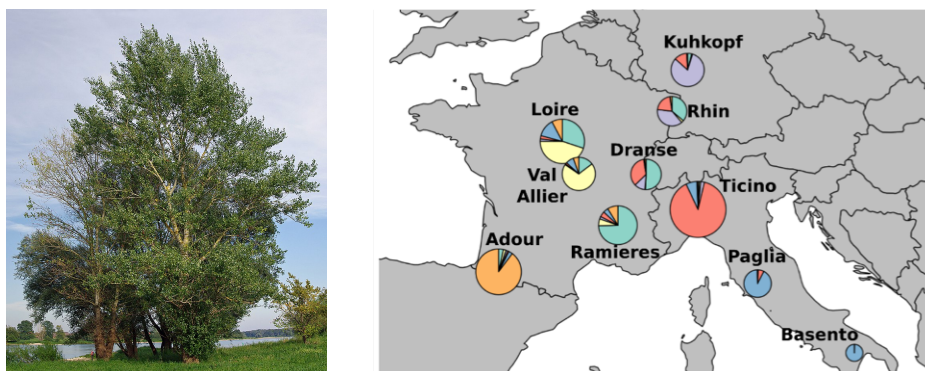 Kuhkopf
Rhin
Loire
Dranse
Val
Allier
Ticino
Ramieres
Adour
Paglia
Basento